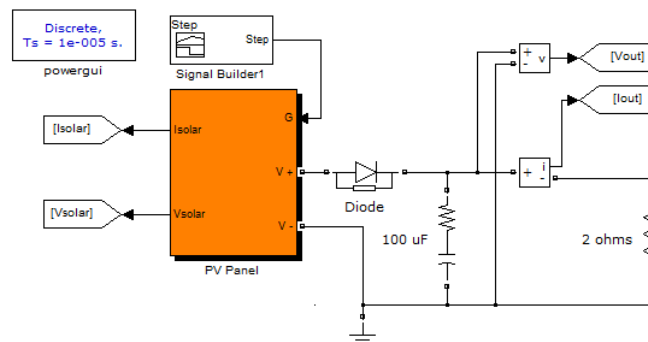 Discrete,
Ts = 1e-005 s.
powergui
Step
Step
Signal Builder1
[Isolar]
Isolar
G
[Vsolar]
Vsolar
V +
V -
PV Panel
Diode
100 uF
+
-
v
[Vout]
[Iout]
+
i
-
2 ohms